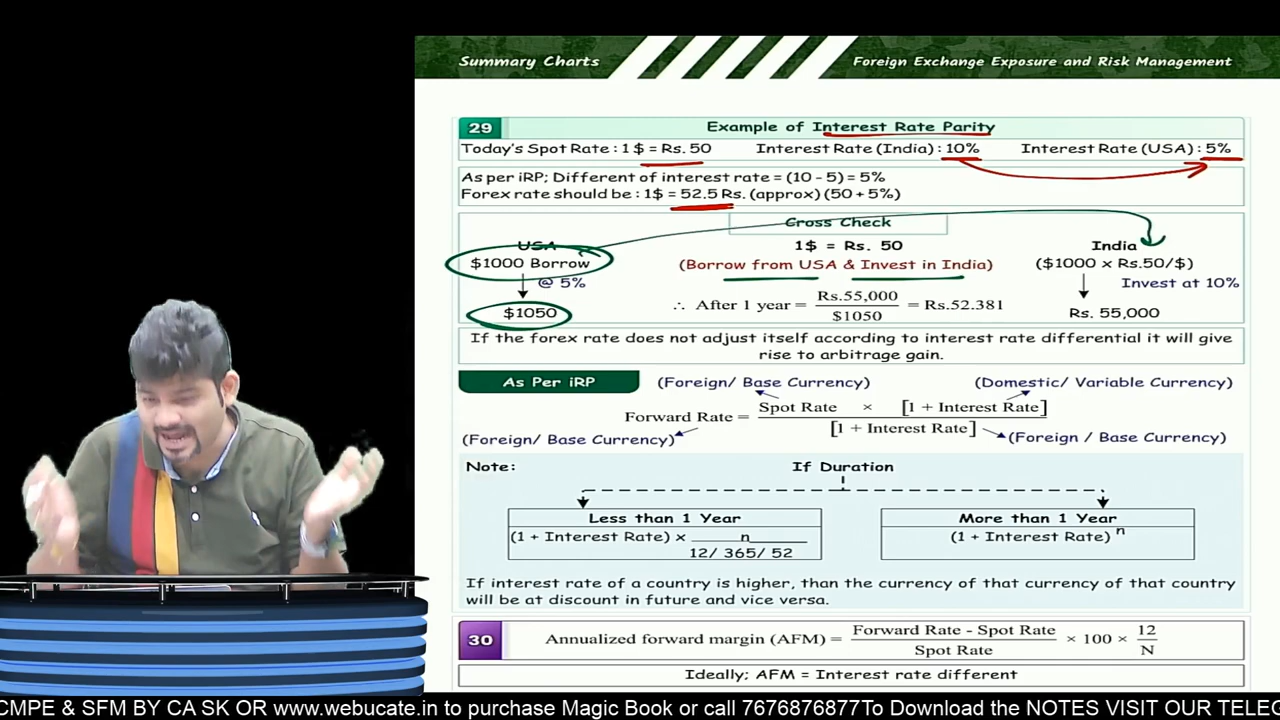 Summary Charts Foreign Exchange Exposure and Risk Management
29 Example of Interest Rate Parity
Today's Spot Rate : 1 $ = Rs. 50 Interest Rate (India) : 10% Interest Rate (USA) : 5%
As per iRP; Different of interest rate = (10 - 5) = 5%
Forex rate should be : 1$ = 52.5 Rs. (approx) (50 + 5%)
Cross Check
USA 1$ = Rs. 50 India
$1000 Borrow (Borrow from USA & Invest in India) ($1000 x Rs.50/$)
@ 5% Invest at 10%
$1050 ∴ After 1 year = Rs.55,000 / $1050 = Rs.52.381 Rs. 55,000
If the forex rate does not adjust itself according to interest rate differential it will give
rise to arbitrage gain.
As Per iRP (Foreign/ Base Currency) (Domestic/ Variable Currency)
Forward Rate = Spot Rate × [1 + Interest Rate]
[1 + Interest Rate]
(Foreign/ Base Currency) (Foreign / Base Currency)
Note: If Duration
Less than 1 Year More than 1 Year
(1 + Interest Rate) x n (1 + Interest Rate) n
12/ 365/ 52
If interest rate of a country is higher, than the currency of that currency of that country
will be at discount in future and vice versa.
30 Annualized forward margin (AFM) = Forward Rate - Spot Rate / Spot Rate × 100 × 12 / N
Ideally; AFM = Interest rate different
CMPE & SFM BY CA SK OR www.webucate.in to purchase Magic Book or call 7676876877To Download the NOTES VISIT OUR TELEG